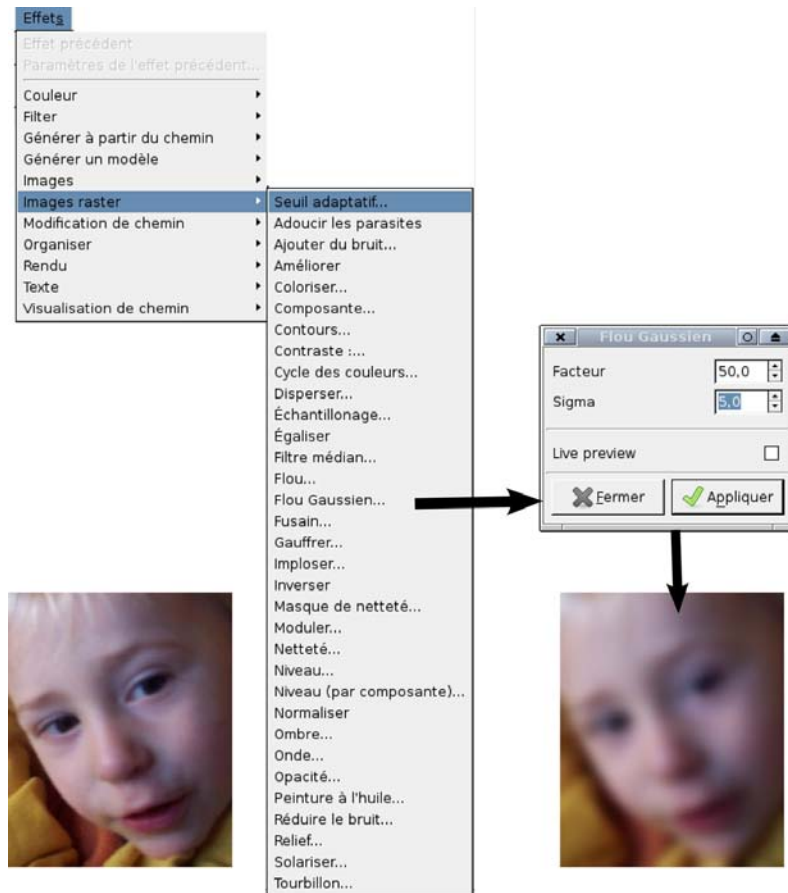 Effets
Effet précédent
Paramètres de l'effet précédent...
Couleur
Filter
Générer à partir du chemin
Générer un modèle
Images
Images raster
Modification de chemin
Organiser
Rendu
Texte
Visualisation de chemin
Seuil adaptatif...
Adoucir les parasites
Ajouter du bruit...
Améliorer
Coloriser...
Composante...
Contours...
Contraste :...
Cycle des couleurs...
Disperser...
Échantillonage...
Égaliser
Filtre médian...
Flou...
Flou Gaussien...
Fusain...
Gauffrer...
Imploser...
Inverser
Masque de netteté...
Moduler...
Netteté...
Niveau...
Niveau (par composante)...
Normaliser
Ombre...
Onde...
Opacité...
Peinture à l'huile...
Réduire le bruit...
Relief...
Solariser...
Tourbillon...
Flou Gaussien
Facteur 50,0
Sigma 5,0
Live preview
Fermer Appliquer